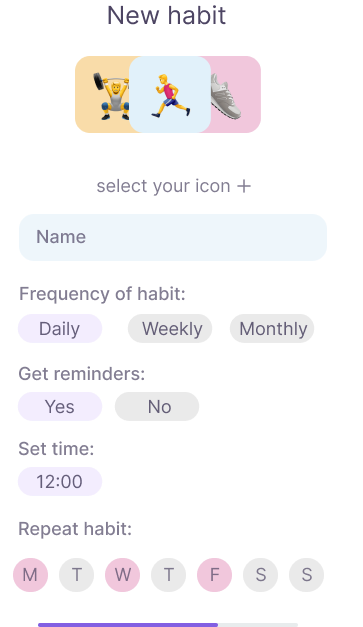 New habit
select your icon +
Name
Frequency of habit:
Daily Weekly Monthly
Get reminders:
Yes No
Set time:
12:00
Repeat habit:
M T W T F S S